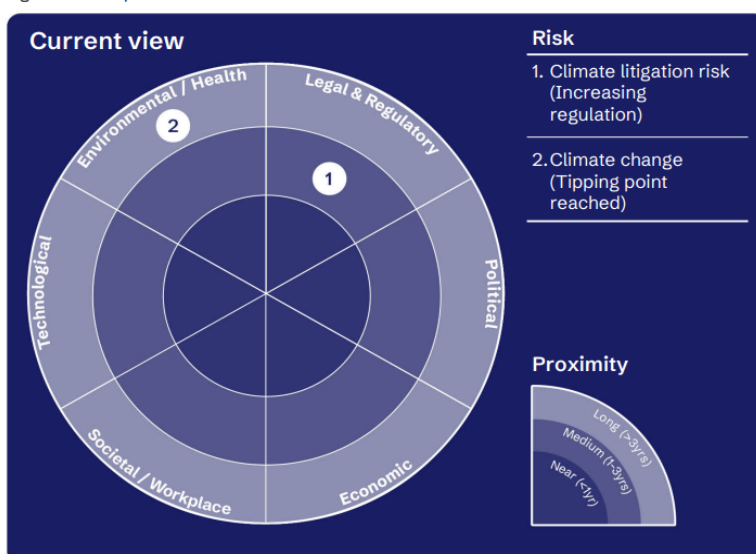 Current view
Environmental / Health
Legal & Regulatory
Political
Economic
Societal / Workplace
Technological
2
1
Risk
1. Climate litigation risk
(Increasing
regulation)
2. Climate change
(Tipping point
reached)
Proximity
Long (>3yrs)
Medium (1-3yrs)
Near (<1yr)